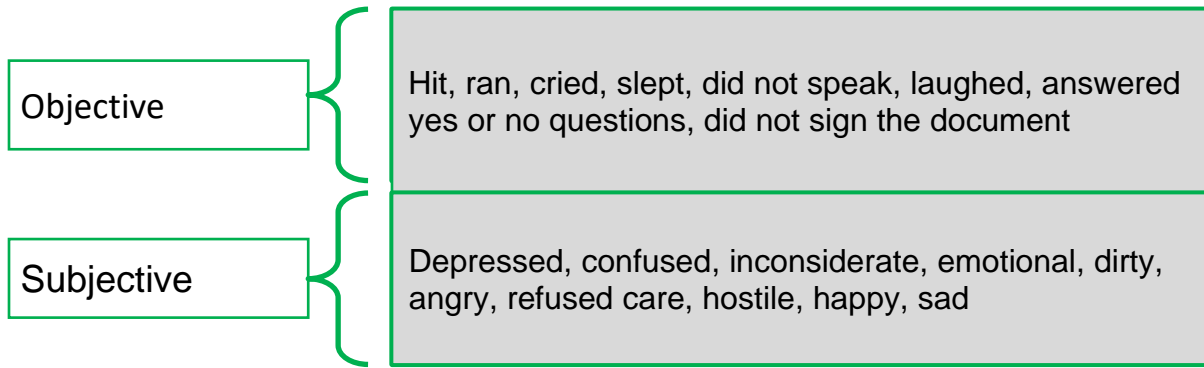 Objective
Hit, ran, cried, slept, did not speak, laughed, answered
yes or no questions, did not sign the document
Subjective
Depressed, confused, inconsiderate, emotional, dirty,
angry, refused care, hostile, happy, sad